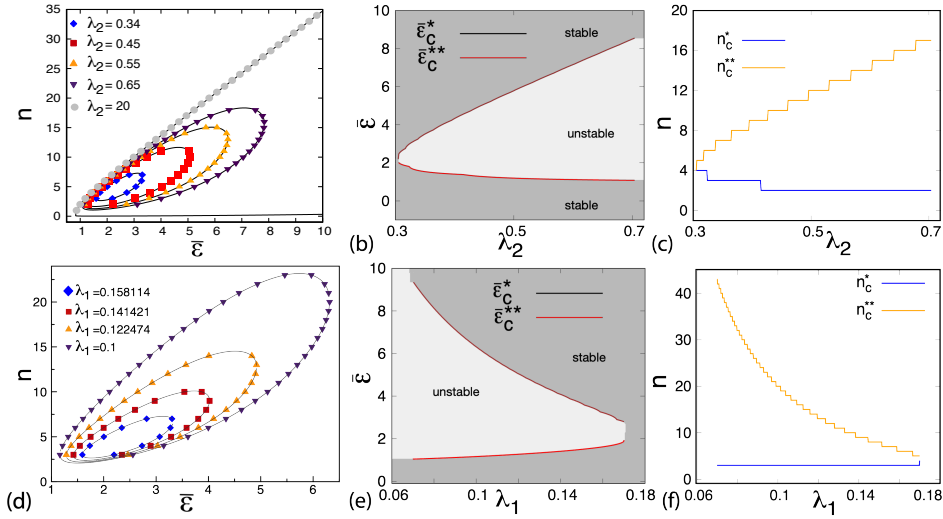 λ₂ = 0.34
λ₂ = 0.45
λ₂ = 0.55
λ₂ = 0.65
λ₂ = 20
n
35
30
25
20
15
10
5
0
1 2 3 4 5 6 7 8 9 10
ε̅
(b)
ε̅
10
8
6
4
2
0
ε̅*c
ε̅**c
stable
unstable
stable
0.3 0.5 0.7
λ₂
(c)
n
20
16
12
8
4
0
n*c
n**c
0.3 0.5 0.7
λ₂
(d)
n
20
15
10
5
0
λ₁=0.158114
λ₁=0.141421
λ₁=0.122474
λ₁=0.1
1 2 3 4 5 6
ε̅
(e)
ε̅
10
8
6
4
2
0
ε̅*c
ε̅**c
stable
unstable
0.06 0.1 0.14 0.18
λ₁
(f)
n
40
30
20
10
0
n*c
n**c
0.06 0.1 0.14 0.18
λ₁